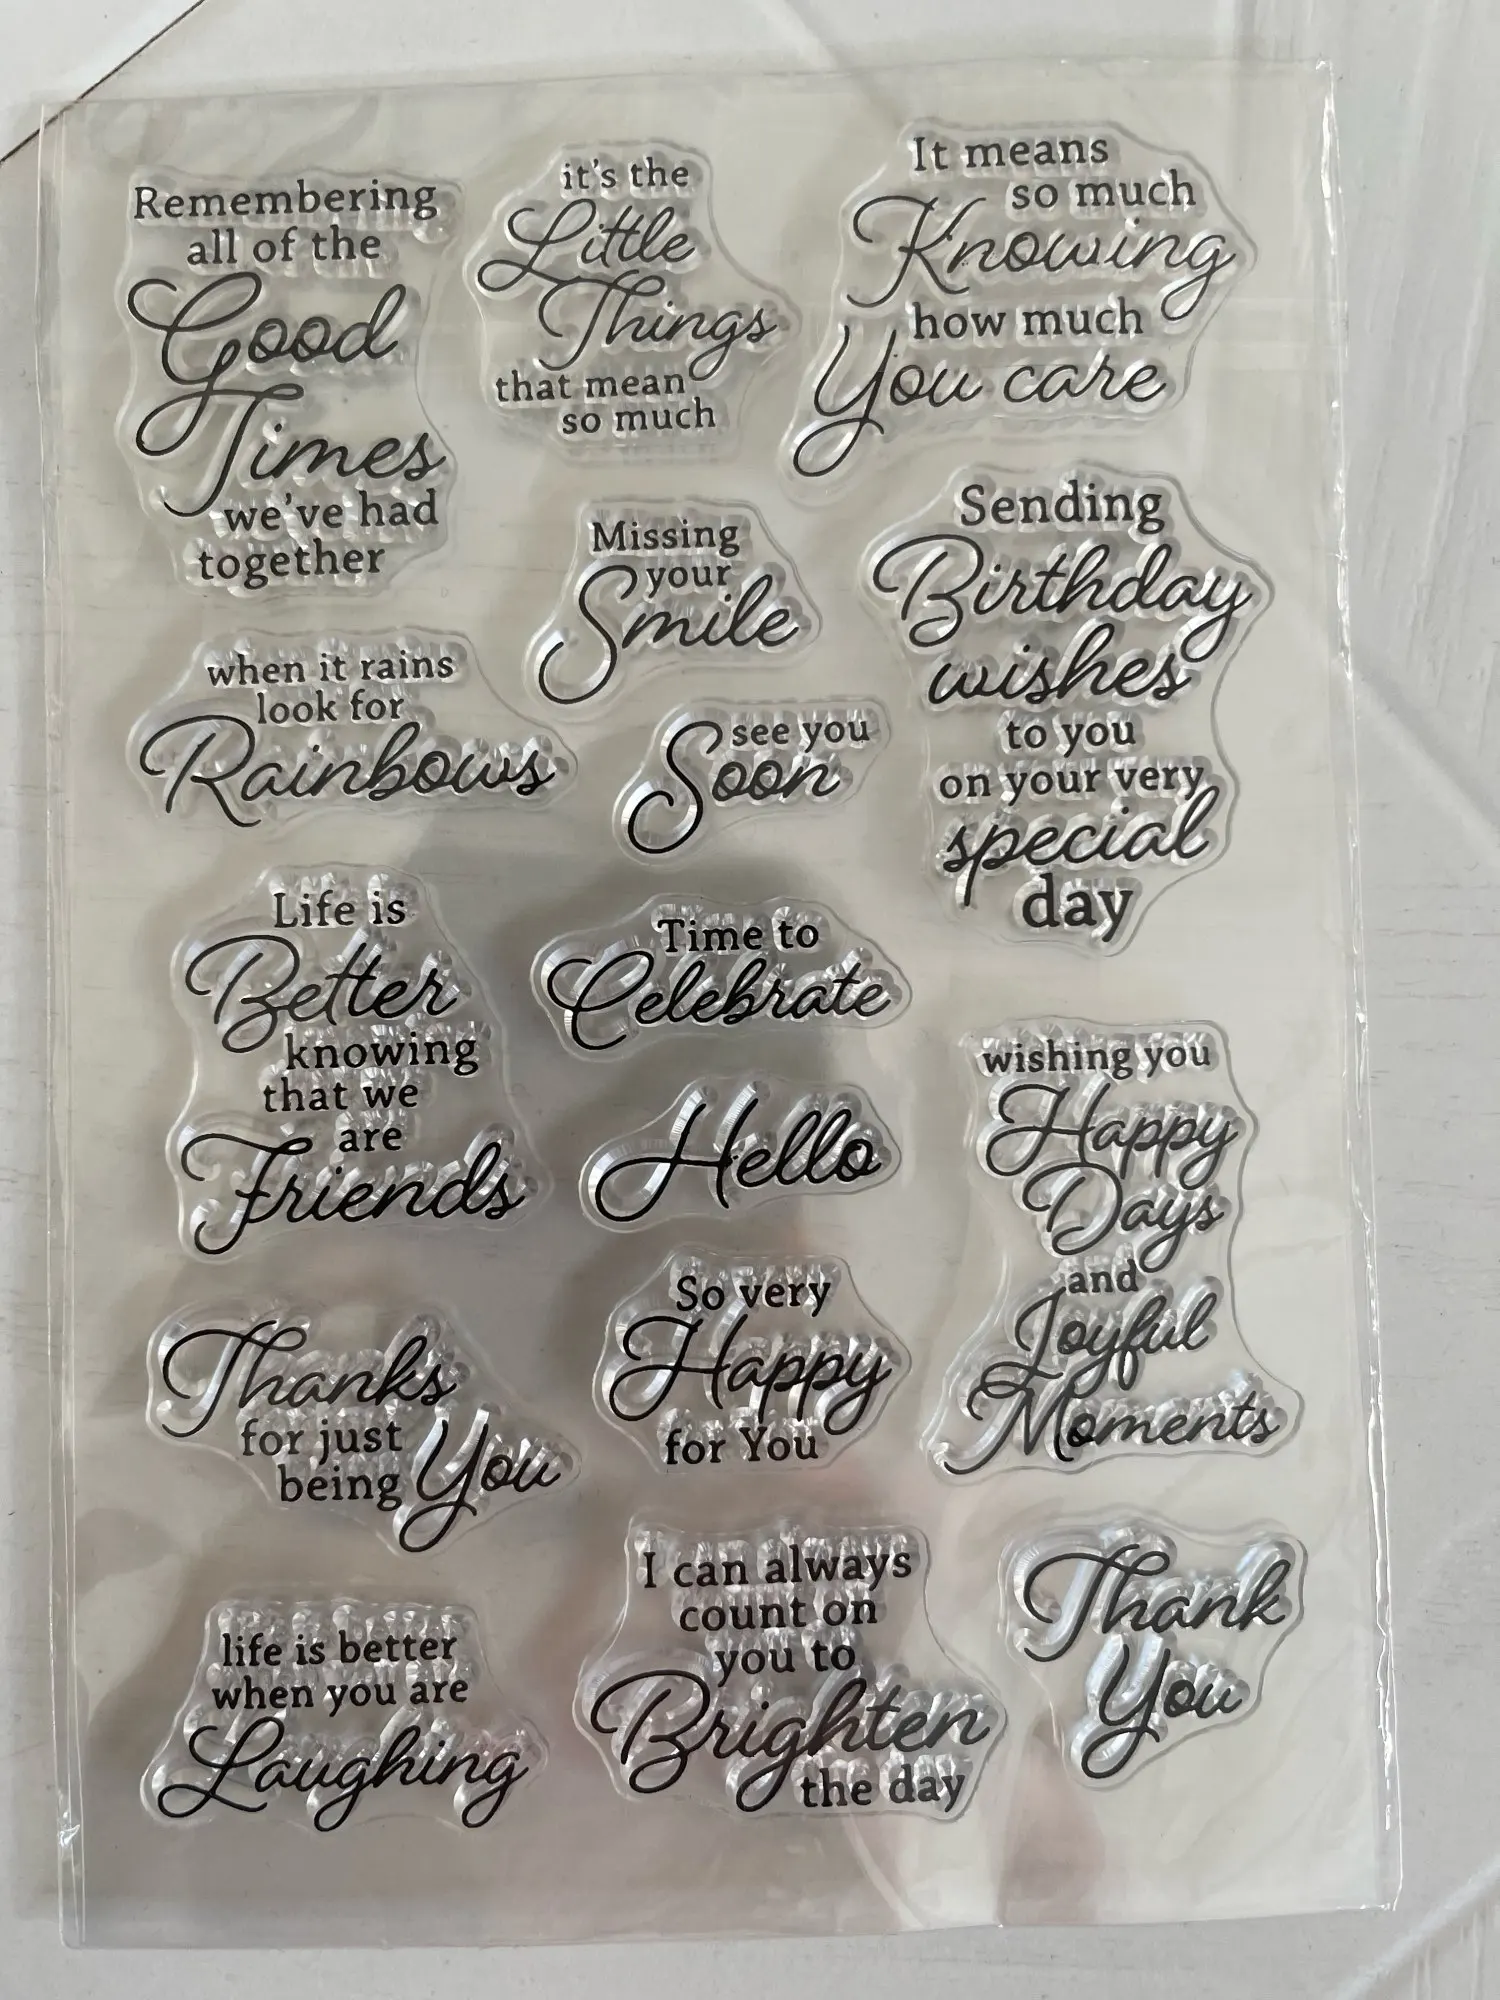 Remembering
all of the
Good
Times
we've had
together
it's the
Little
Things
that mean
so much
It means
so much
Knowing
how much
You care
Missing
your
Smile
Sending
Birthday
wishes
to you
on your very
special
day
when it rains
look for
Rainbows
see you
Soon
Life is
Better
knowing
that we
are
Friends
Time to
Celebrate
Hello
wishing you
Happy
Days
and
Joyful
Moments
So very
Happy
for You
Thanks
for just
being You
life is better
when you are
Laughing
I can always
count on
you to
Brighten
the day
Thank
You